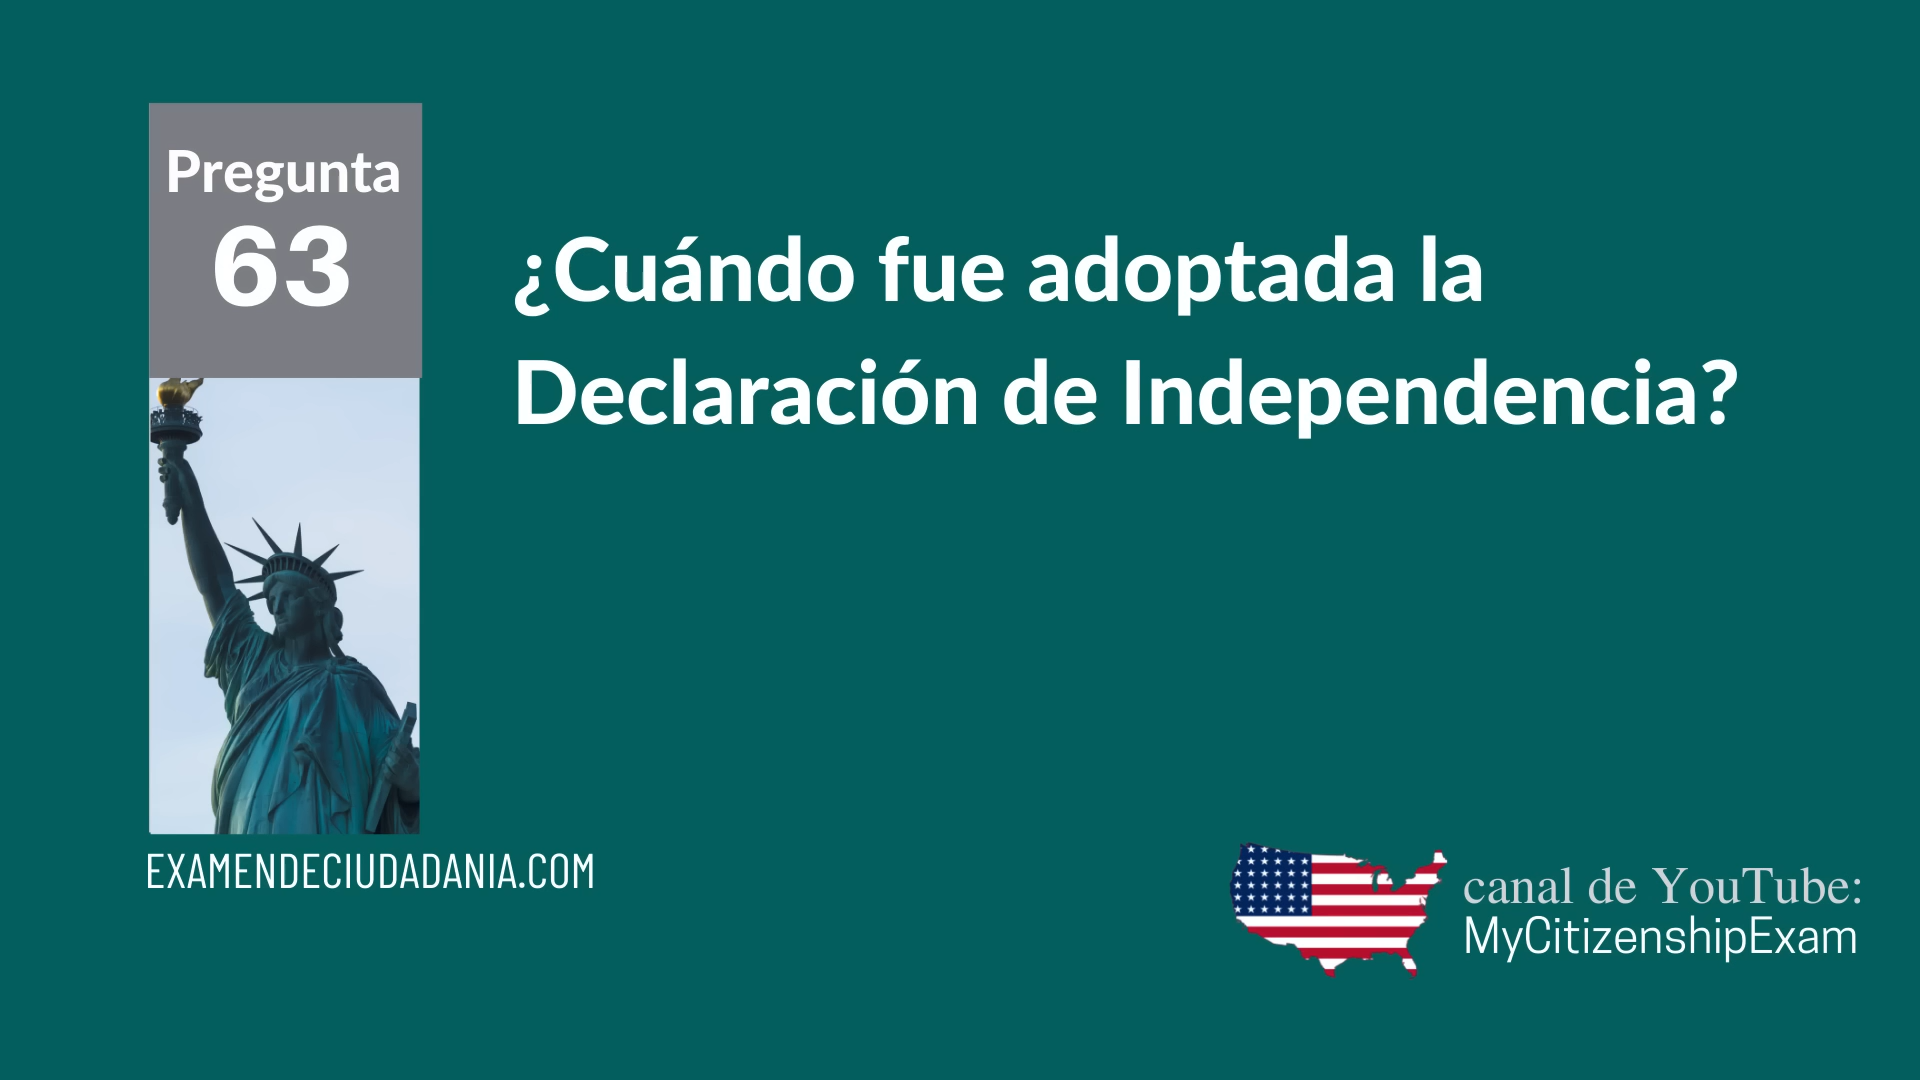 Pregunta
63
¿Cuándo fue adoptada la
Declaración de Independencia?
EXAMENDECIUDADANIA.COM
canal de YouTube:
MyCitizenshipExam